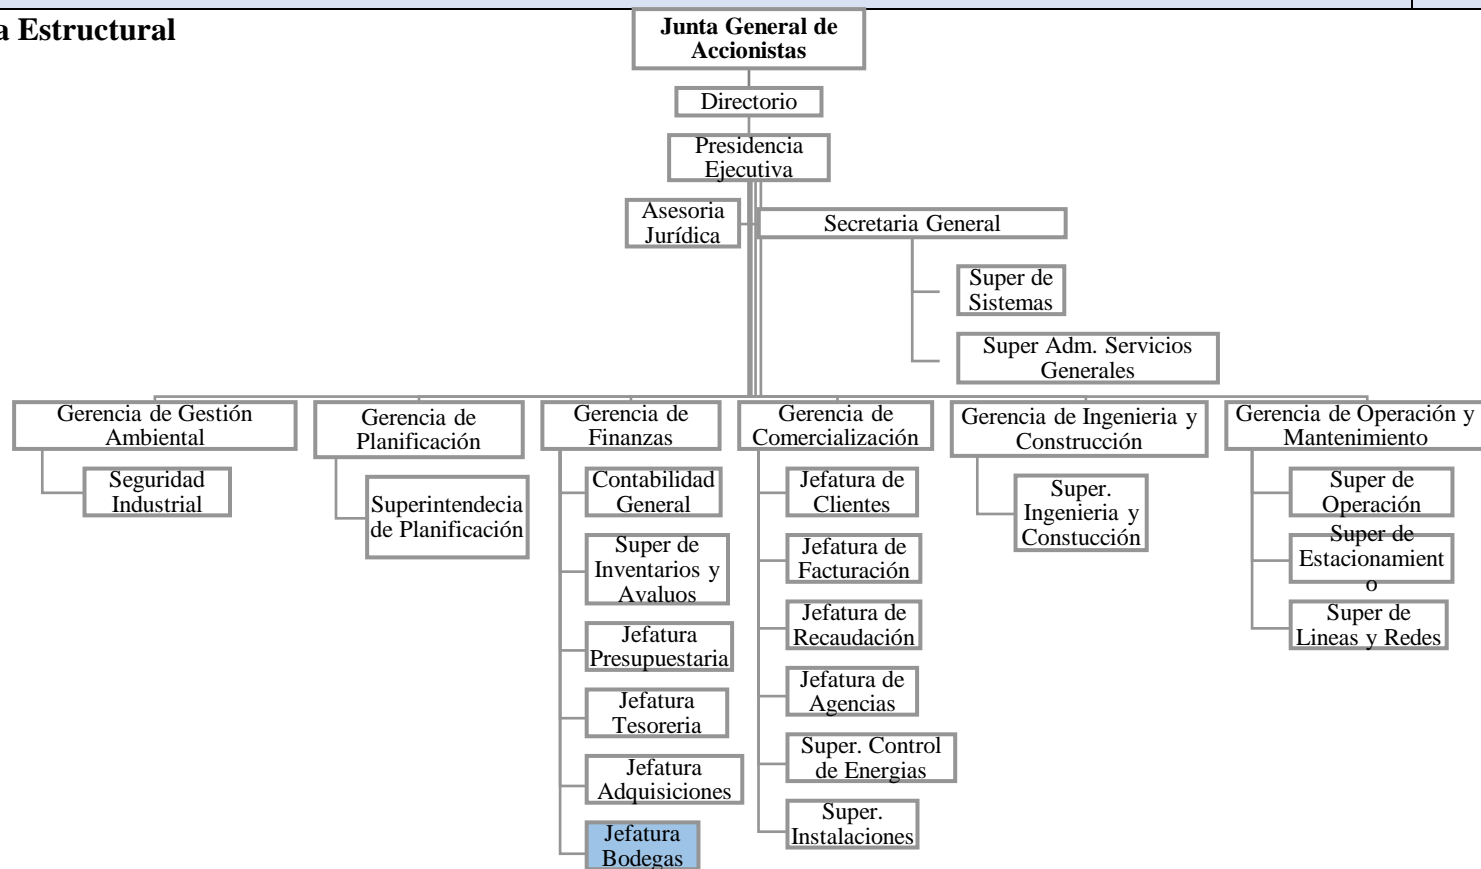 a Estructural
Junta General de
Accionistas
Directorio
Presidencia
Ejecutiva
Asesoria
Jurídica
Secretaria General
Super de
Sistemas
Super Adm. Servicios
Generales
Gerencia de Gestión
Ambiental
Seguridad
Industrial
Gerencia de
Planificación
Superintendecia
de Planificación
Gerencia de
Finanzas
Contabilidad
General
Super de
Inventarios y
Avaluos
Jefatura
Presupuestaria
Jefatura
Tesoreria
Jefatura
Adquisiciones
Jefatura
Bodegas
Gerencia de
Comercialización
Jefatura de
Clientes
Jefatura de
Facturación
Jefatura de
Recaudación
Jefatura de
Agencias
Super. Control
de Energias
Super.
Instalaciones
Gerencia de Ingenieria y
Construcción
Super.
Ingenieria y
Constucción
Gerencia de Operación y
Mantenimiento
Super de
Operación
Super de
Estacionament
o
Super de
Lineas y Redes